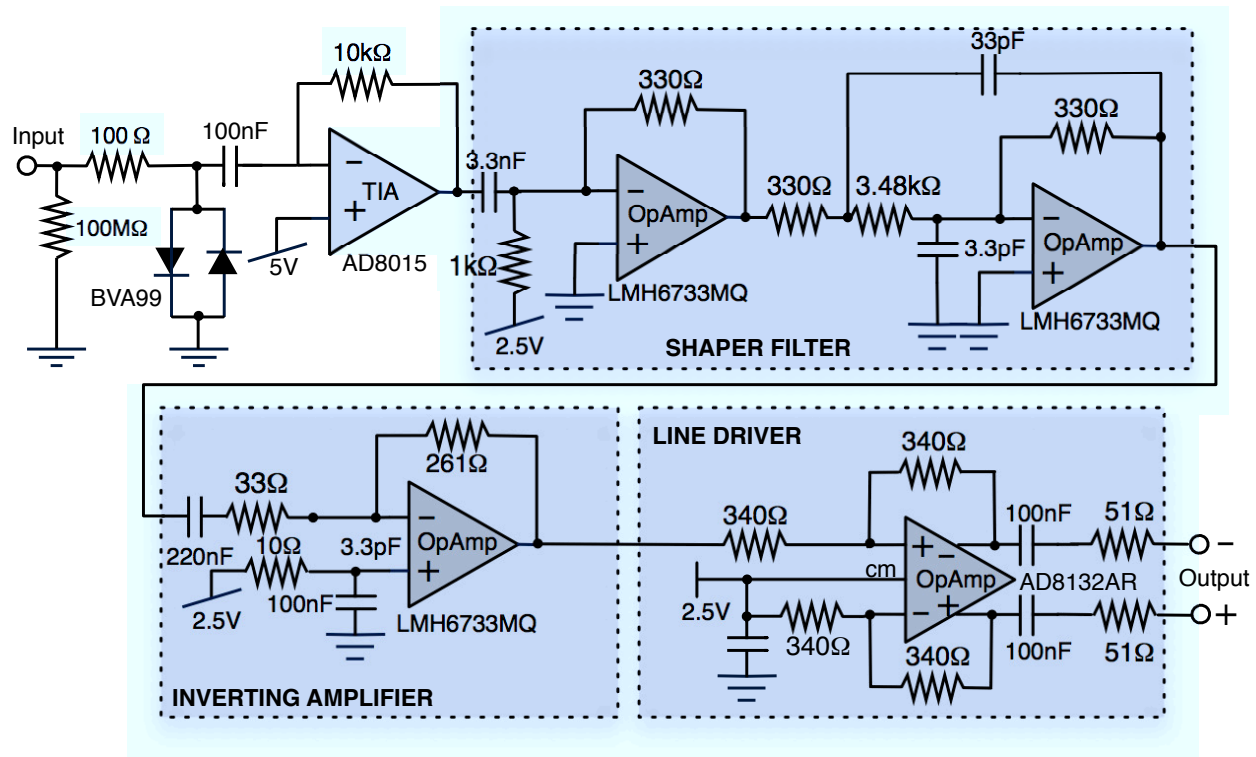 Input
100 Ω
100MΩ
BVA99
100nF
10kΩ
−
TIA
+
5V
AD8015
3.3nF
1kΩ
2.5V
330Ω
−
OpAmp
+
LMH6733MQ
330Ω
3.48kΩ
33pF
330Ω
3.3pF
−
OpAmp
+
LMH6733MQ
SHAPER FILTER
220nF
33Ω
10Ω
2.5V
100nF
3.3pF
261Ω
−
OpAmp
+
LMH6733MQ
INVERTING AMPLIFIER
LINE DRIVER
340Ω
340Ω
cm
2.5V
340Ω
340Ω
+
−
OpAmp
−
+
AD8132AR
100nF
51Ω
−
Output
+
100nF
51Ω